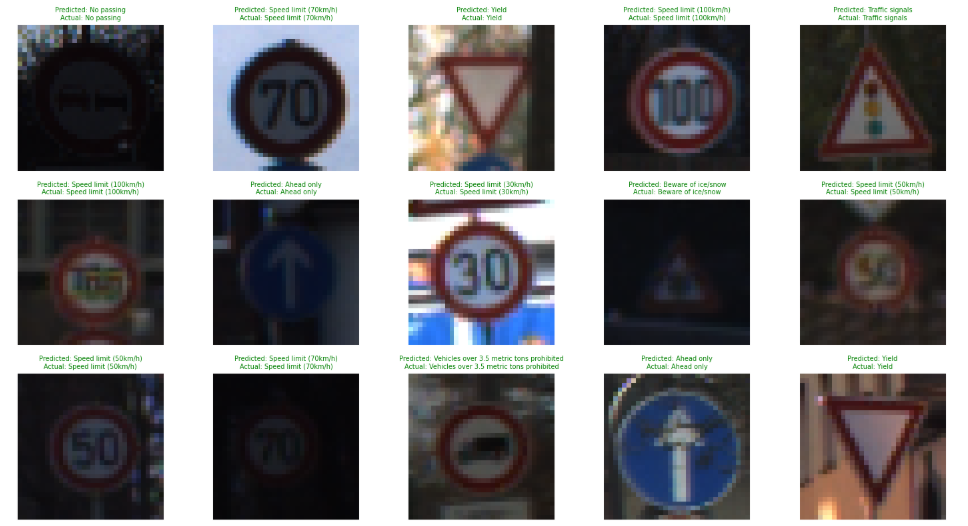 Predicted: No passing
Actual: No passing
Predicted: Speed limit (70km/h)
Actual: Speed limit (70km/h)
Predicted: Yield
Actual: Yield
Predicted: Speed limit (100km/h)
Actual: Speed limit (100km/h)
Predicted: Traffic signals
Actual: Traffic signals
70
100
Predicted: Speed limit (100km/h)
Actual: Speed limit (100km/h)
Predicted: Ahead only
Actual: Ahead only
Predicted: Speed limit (30km/h)
Actual: Speed limit (30km/h)
Predicted: Beware of ice/snow
Actual: Beware of ice/snow
Predicted: Speed limit (50km/h)
Actual: Speed limit (50km/h)
30
50
Predicted: Speed limit (50km/h)
Actual: Speed limit (50km/h)
Predicted: Speed limit (70km/h)
Actual: Speed limit (70km/h)
Predicted: Vehicles over 3.5 metric tons prohibited
Actual: Vehicles over 3.5 metric tons prohibited
Predicted: Ahead only
Actual: Ahead only
Predicted: Yield
Actual: Yield
50
70